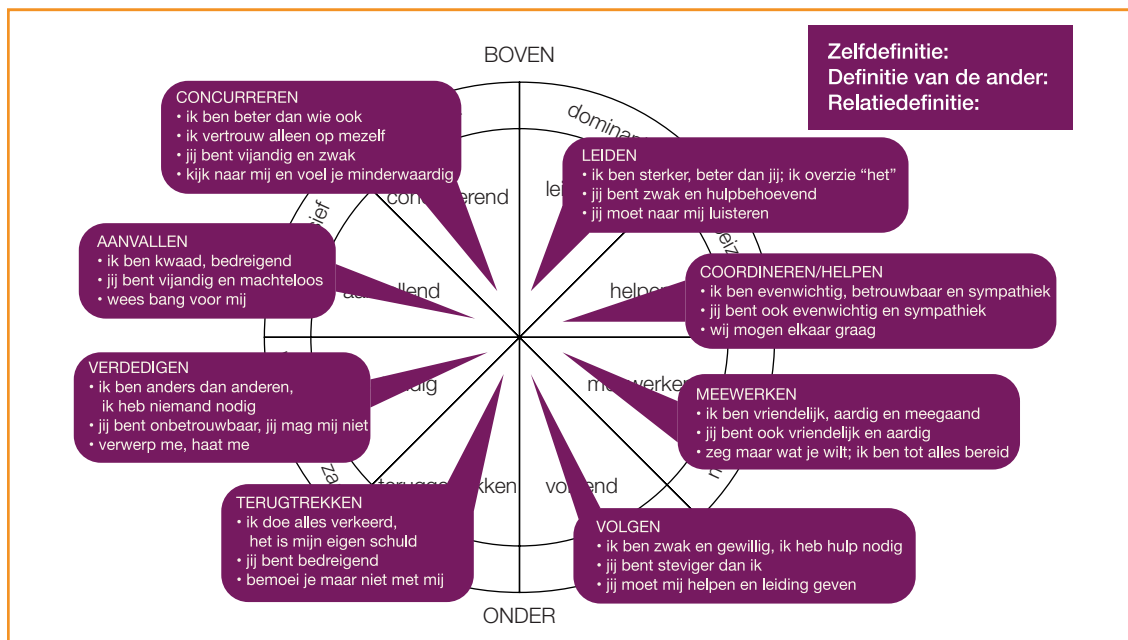 BOVEN
Zelfdefinitie:
Definitie van de ander:
Relatiedefinitie:
CONCURREREN
• ik ben beter dan wie ook
• ik vertrouw alleen op mezelf
• jij bent vijandig en zwak
• kijk naar mij en voel je minderwaardig
LEIDEN
• ik ben sterker, beter dan jij; ik overzie “het”
• jij bent zwak en hulpbehoevend
• jij moet naar mij luisteren
AANVALLEN
• ik ben kwaad, bedreigend
• jij bent vijandig en machteloos
• wees bang voor mij
COORDINEREN/HELPEN
• ik ben evenwichtig, betrouwbaar en sympathiek
• jij bent ook evenwichtig en sympathiek
• wij mogen elkaar graag
VERDEDIGEN
• ik ben anders dan anderen,
ik heb niemand nodig
• jij bent onbetrouwbaar, jij mag mij niet
• verwerp me, haat me
MEEWERKEN
• ik ben vriendelijk, aardig en meegaand
• jij bent ook vriendelijk en aardig
• zeg maar wat je wilt; ik ben tot alles bereid
TERUGTREKKEN
• ik doe alles verkeerd,
het is mijn eigen schuld
• jij bent bedreigend
• bemoei je maar niet met mij
VOLGEN
• ik ben zwak en gewillig, ik heb hulp nodig
• jij bent steviger dan ik
• jij moet mij helpen en leiding geven
ONDER